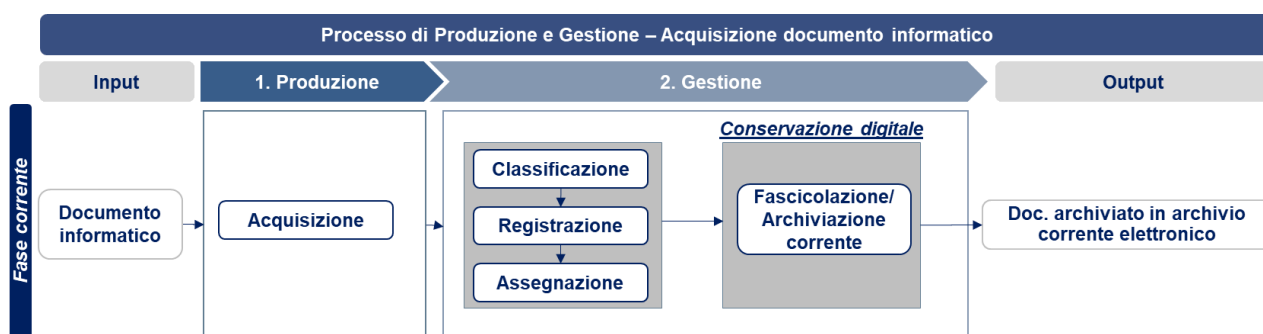 Processo di Produzione e Gestione – Acquisizione documento informatico
Input
1. Produzione
2. Gestione
Output
Fase corrente
Documento
informatico
Acquisizione
Classificazione
Registrazione
Assegnazione
Conservazione digitale
Fascicolazione/
Archiviazione
corrente
Doc. archiviato in archivio
corrente elettronico